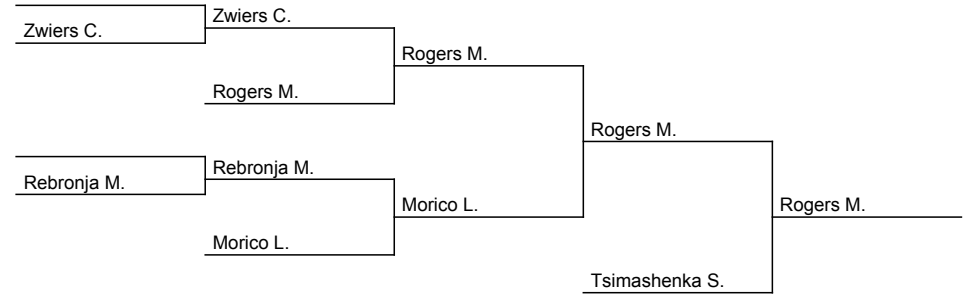 Zwiers C.
Zwiers C.
Rogers M.
Rogers M.
Rogers M.
Rebronja M.
Rebronja M.
Morico L.
Rogers M.
Morico L.
Tsimashenka S.